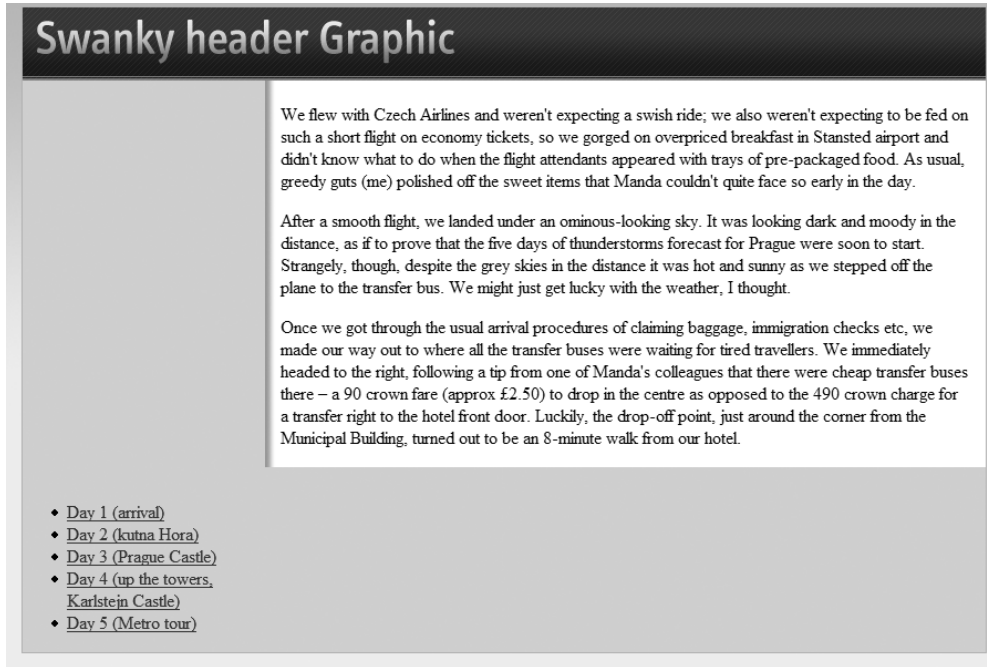 Swanky header Graphic
We flew with Czech Airlines and weren't expecting a swish ride; we also weren't expecting to be fed on
such a short flight on economy tickets, so we gorged on overpriced breakfast in Stansted airport and
didn't know what to do when the flight attendants appeared with trays of pre-packaged food. As usual,
greedy guts (me) polished off the sweet items that Manda couldn't quite face so early in the day.
After a smooth flight, we landed under an ominous-looking sky. It was looking dark and moody in the
distance, as if to prove that the five days of thunderstorms forecast for Prague were soon to start.
Strangely, though, despite the grey skies in the distance it was hot and sunny as we stepped off the
plane to the transfer bus. We might just get lucky with the weather, I thought.
Once we got through the usual arrival procedures of claiming baggage, immigration checks etc, we
made our way out to where all the transfer buses were waiting for tired travellers. We immediately
headed to the right, following a tip from one of Manda's colleagues that there were cheap transfer buses
there – a 90 crown fare (approx £2.50) to drop in the centre as opposed to the 490 crown charge for
a transfer right to the hotel front door. Luckily, the drop-off point, just around the corner from the
Municipal Building, turned out to be an 8-minute walk from our hotel.
• Day 1 (arrival)
• Day 2 (kutna Hora)
• Day 3 (Prague Castle)
• Day 4 (up the towers,
Karlstejn Castle)
• Day 5 (Metro tour)